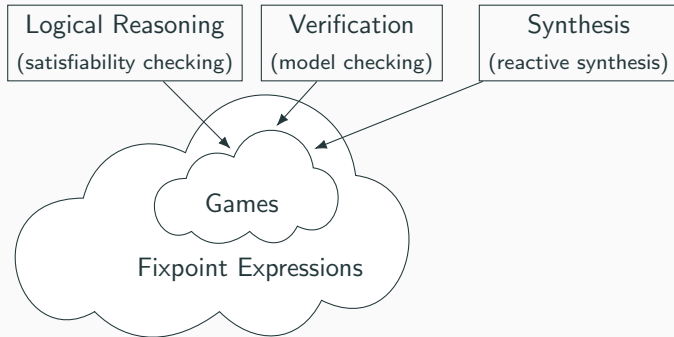 Logical Reasoning
(satisfiability checking)
Verification
(model checking)
Synthesis
(reactive synthesis)
Games
Fixpoint Expressions